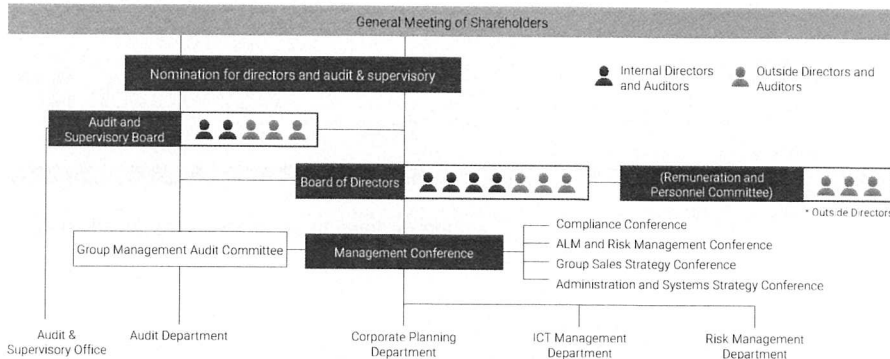 General Meeting of Shareholders
Nomination for directors and audit & supervisory
Internal Directors
and Auditors
Outside Directors and
Auditors
Audit and
Supervisory Board
Board of Directors
(Remuneration and
Personnel Committee)
* Outside Directors
Group Management Audit Committee
Management Conference
Compliance Conference
ALM and Risk Management Conference
Group Sales Strategy Conference
Administration and Systems Strategy Conference
Audit &
Supervisory Office
Audit Department
Corporate Planning
Department
ICT Management
Department
Risk Management
Department